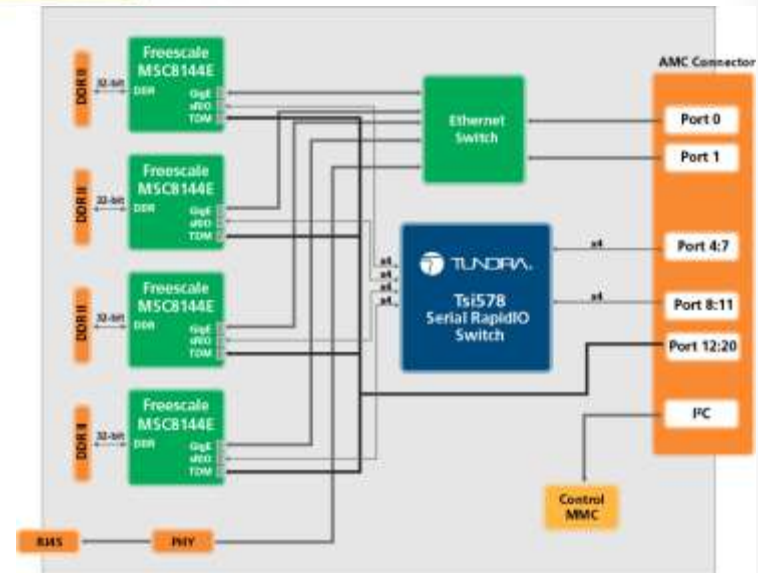 Freescale
MSC8144E
DDR II
32-bit
DDR
GigE
sRIO
TDM
Freescale
MSC8144E
DDR II
32-bit
DDR
GigE
sRIO
TDM
Freescale
MSC8144E
DDR II
32-bit
DDR
GigE
sRIO
TDM
Freescale
MSC8144E
DDR II
32-bit
DDR
GigE
sRIO
TDM
RJ45
PHY
Ethernet
Switch
x4
x4
x4
x4
TUNDRA.
Tsi578
Serial RapidIO
Switch
x4
x4
AMC Connector
Port 0
Port 1
Port 4:7
Port 8:11
Port 12:20
I²C
Control
MMC